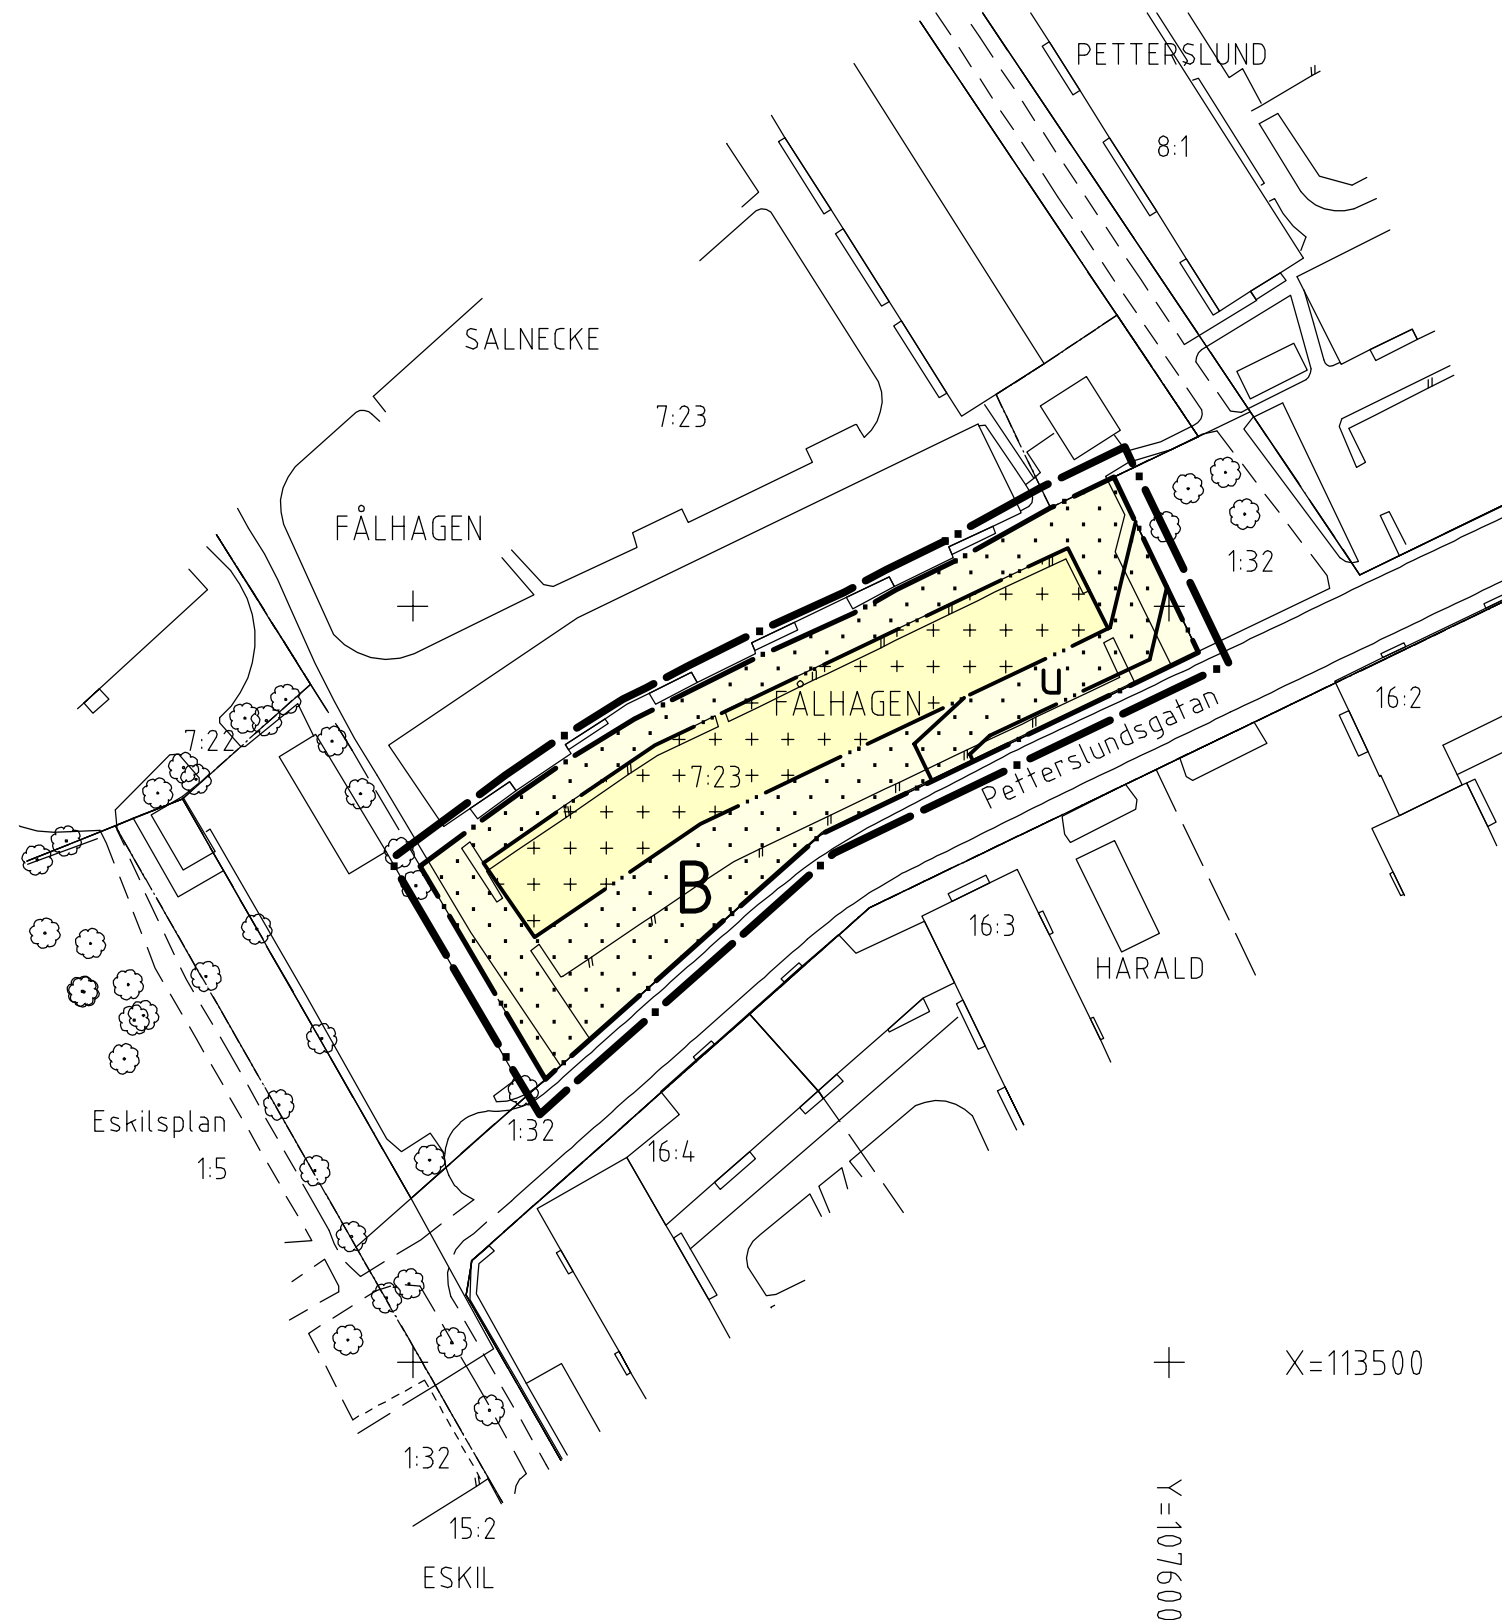 PETTERSLUND
8:1
SALNECKE
7:23
FÅLHAGEN
1:32
u
FÅLHAGEN
16:2
7:22
7:23
Petterslundsgatan
B
16:3
HARALD
Eskilsplan
1:32
16:4
1:5
X=113500
1:32
Y=107600
15:2
ESKIL